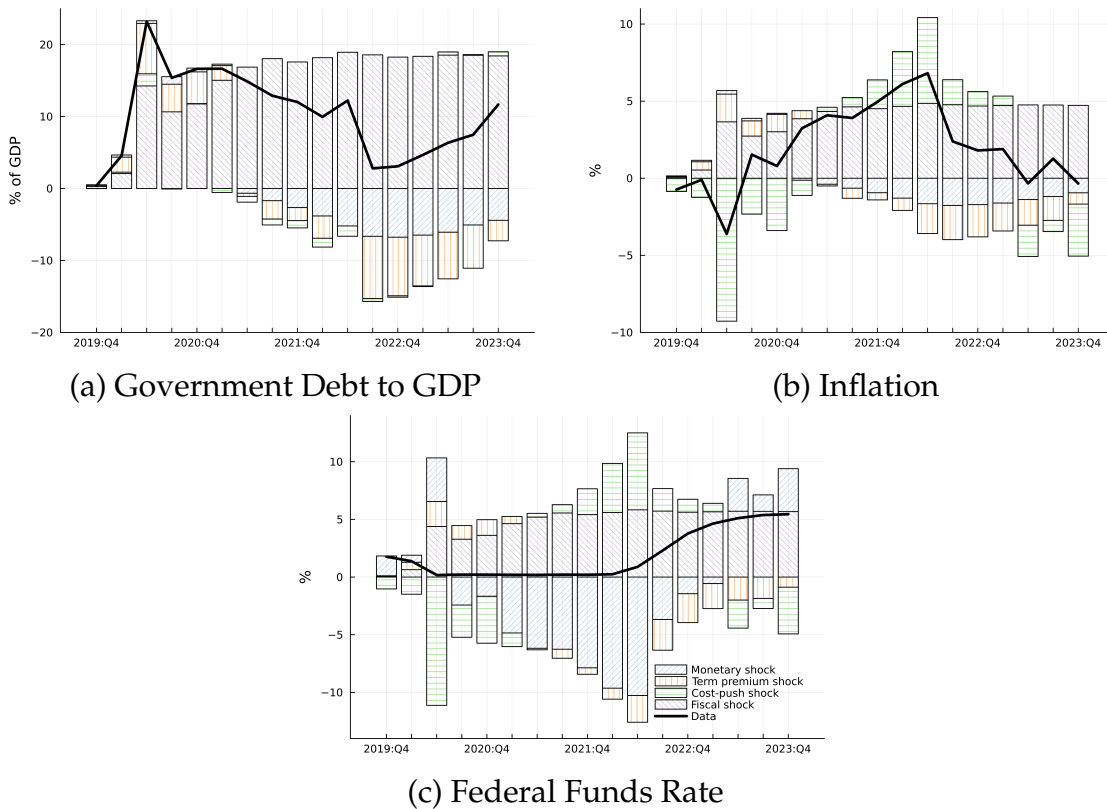 % of GDP
20
10
0
−10
−20
2019:Q4 2020:Q4 2021:Q4 2022:Q4 2023:Q4
(a) Government Debt to GDP
%
10
5
0
−5
−10
2019:Q4 2020:Q4 2021:Q4 2022:Q4 2023:Q4
(b) Inflation
%
10
5
0
−5
−10
Monetary shock
Term premium shock
Cost-push shock
Fiscal shock
Data
2019:Q4 2020:Q4 2021:Q4 2022:Q4 2023:Q4
(c) Federal Funds Rate